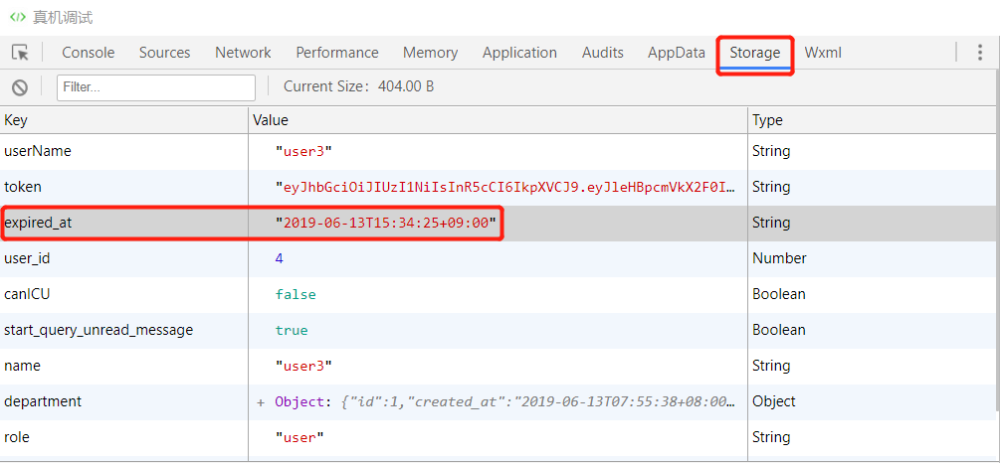 真机调试
Console Sources Network Performance Memory Application Audits AppData Storage Wxml
Filter... Current Size: 404.00 B
Key Value Type
userName "user3" String
token "eyJhbGciOiJIUzI1NiIsInR5cCI6IkpXVCJ9.eyJleHBpcmVkX2F0I... String
expired_at "2019-06-13T15:34:25+09:00" String
user_id 4 Number
canICU false Boolean
start_query_unread_message true Boolean
name "user3" String
department + Object: {"id":1,"created_at":"2019-06-13T07:55:38+08:00... Object
role "user" String